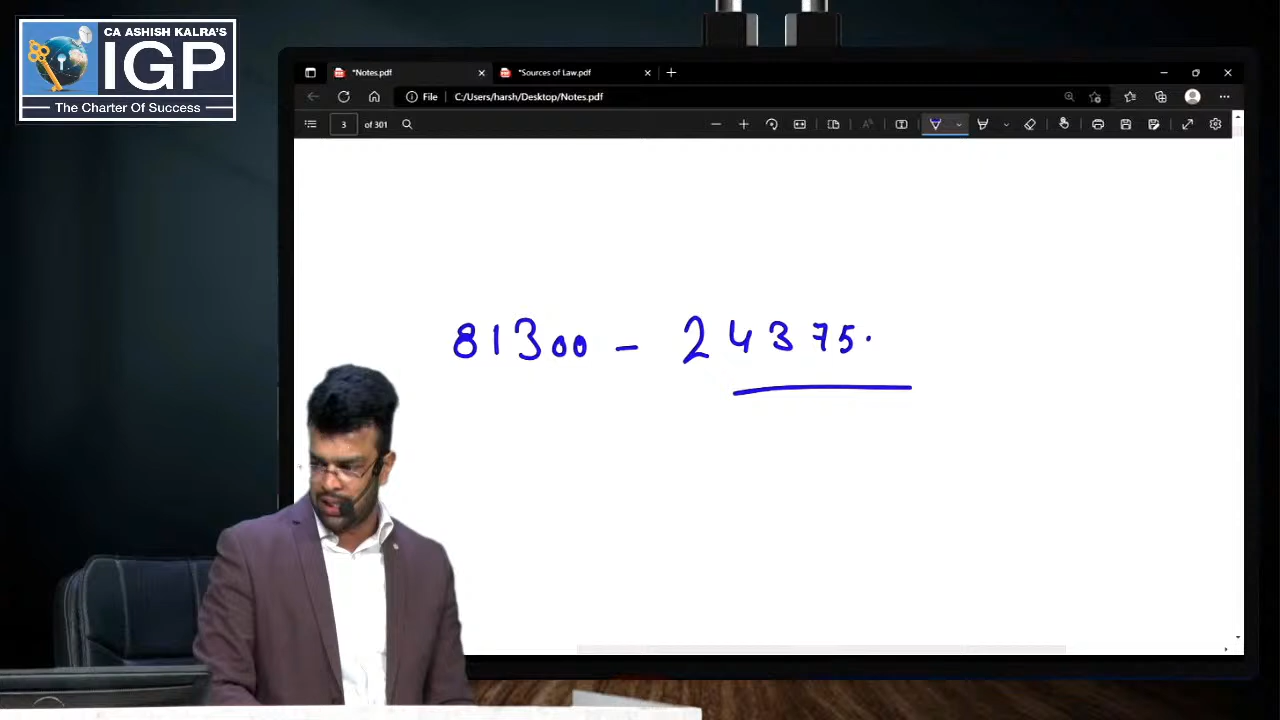 CA ASHISH KALRA'S
IGP
The Charter Of Success
*Notes.pdf
*Sources of Law.pdf
File
C:/Users/harsh/Desktop/Notes.pdf
3 of 301
81300 - 24375.